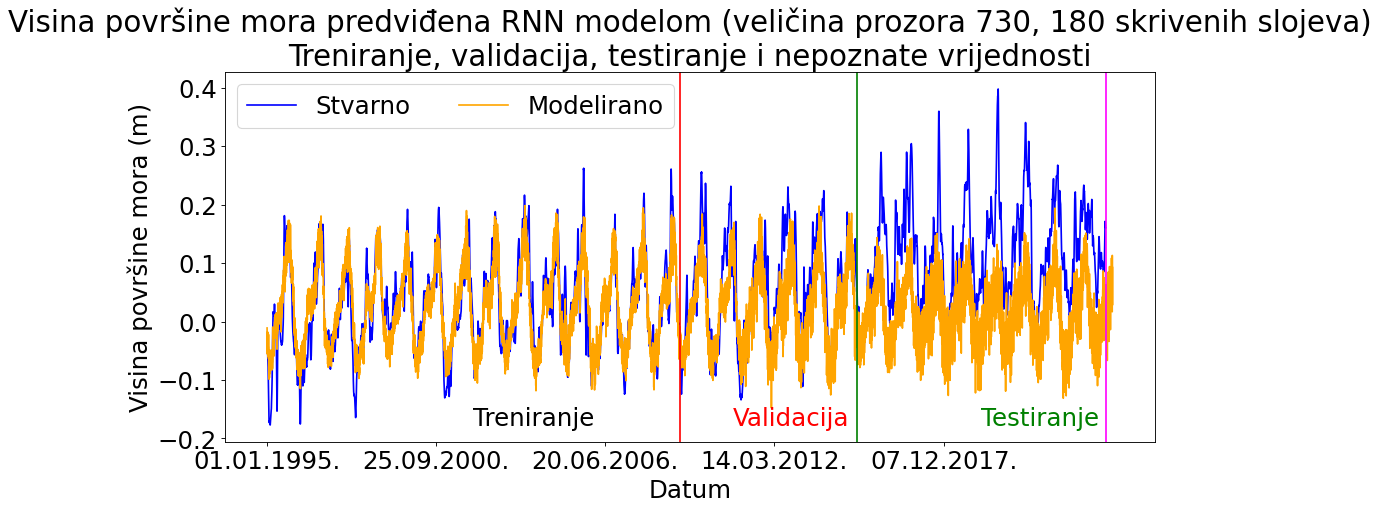 Visina površine mora predviđena RNN modelom (veličina prozora 730, 180 skrivenih slojeva)
Treniranje, validacija, testiranje i nepoznate vrijednosti
Stvarno Modelirano
Visina površine mora (m)
0.4
0.3
0.2
0.1
0.0
−0.1
−0.2
Treniranje Validacija Testiranje
01.01.1995. 25.09.2000. 20.06.2006. 14.03.2012. 07.12.2017.
Datum